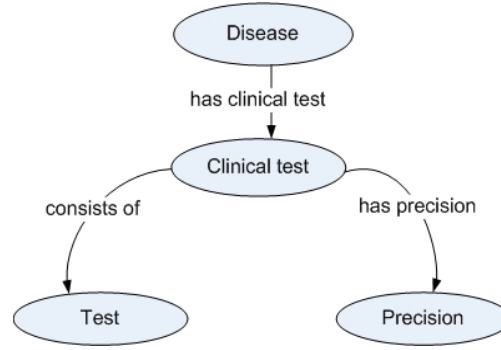 Disease
has clinical test
Clinical test
consists of
has precision
Test
Precision